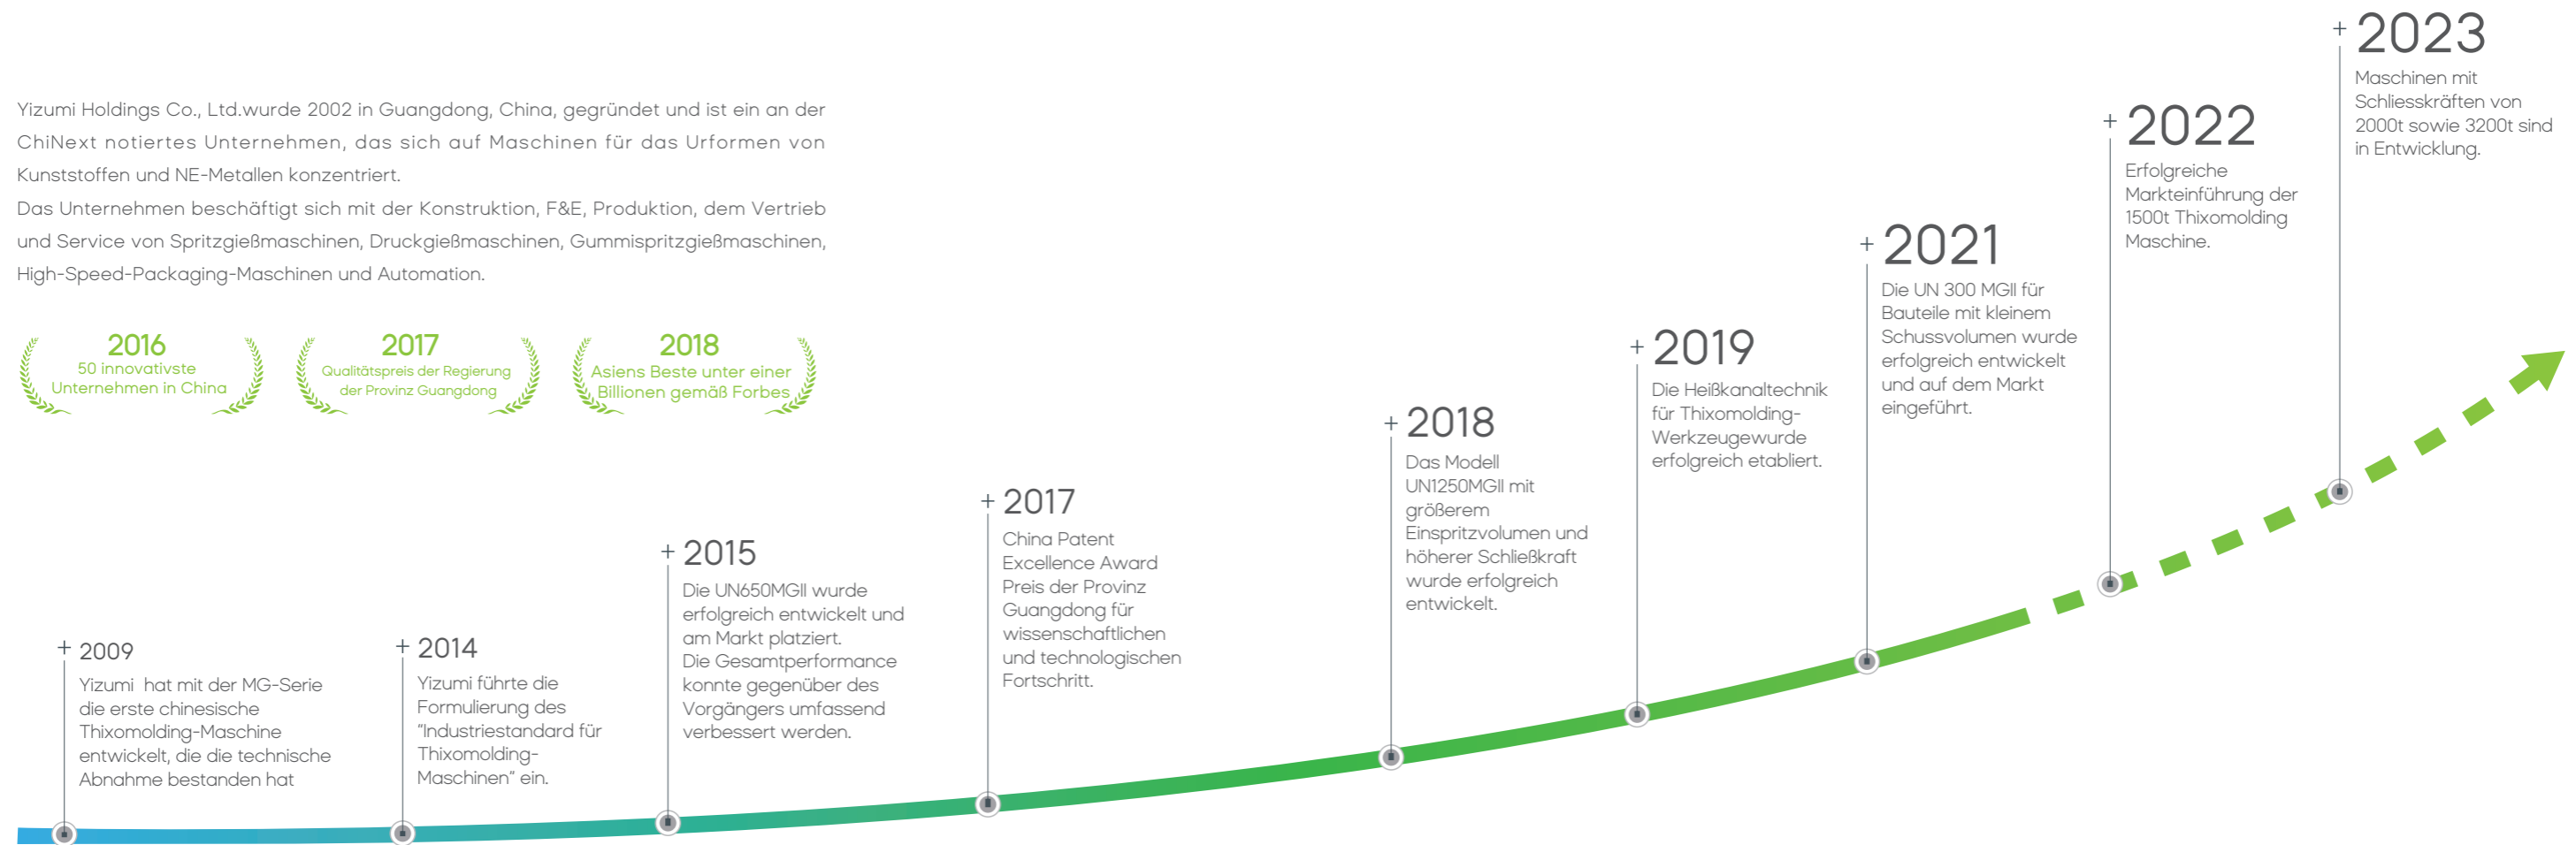 Yizumi Holdings Co., Ltd.wurde 2002 in Guangdong, China, gegründet und ist ein an der
ChiNext notiertes Unternehmen, das sich auf Maschinen für das Urformen von
Kunststoffen und NE-Metallen konzentriert.
Das Unternehmen beschäftigt sich mit der Konstruktion, F&E, Produktion, dem Vertrieb
und Service von Spritzgießmaschinen, Druckgießmaschinen, Gummispritzgießmaschinen,
High-Speed-Packaging-Maschinen und Automation.
2016
50 innovativste
Unternehmen in China
2017
Qualitätspreis der Regierung
der Provinz Guangdong
2018
Asiens Beste unter einer
Billionen gemäß Forbes
+ 2009
Yizumi hat mit der MG-Serie
die erste chinesische
Thixomolding-Maschine
entwickelt, die die technische
Abnahme bestanden hat
+ 2014
Yizumi führte die
Formulierung des
"Industriestandard für
Thixomolding-
Maschinen" ein.
+ 2015
Die UN650MGII wurde
erfolgreich entwickelt und
am Markt platziert.
Die Gesamtperformance
konnte gegenüber des
Vorgängers umfassend
verbessert werden.
+ 2017
China Patent
Excellence Award
Preis der Provinz
Guangdong für
wissenschaftlichen
und technologischen
Fortschritt.
+ 2018
Das Modell
UN1250MGII mit
größerem
Einspritzvolumen und
höherer Schließkraft
wurde erfolgreich
entwickelt.
+ 2019
Die Heißkanaltechnik
für Thixomolding-
Werkzeugewurde
erfolgreich etabliert.
+ 2021
Die UN 300 MGII für
Bauteile mit kleinem
Schussvolumen wurde
erfolgreich entwickelt
und auf dem Markt
eingeführt.
+ 2022
Erfolgreiche
Markteinführung der
1500t Thixomolding
Maschine.
+ 2023
Maschinen mit
Schliesskräften von
2000t sowie 3200t sind
in Entwicklung.